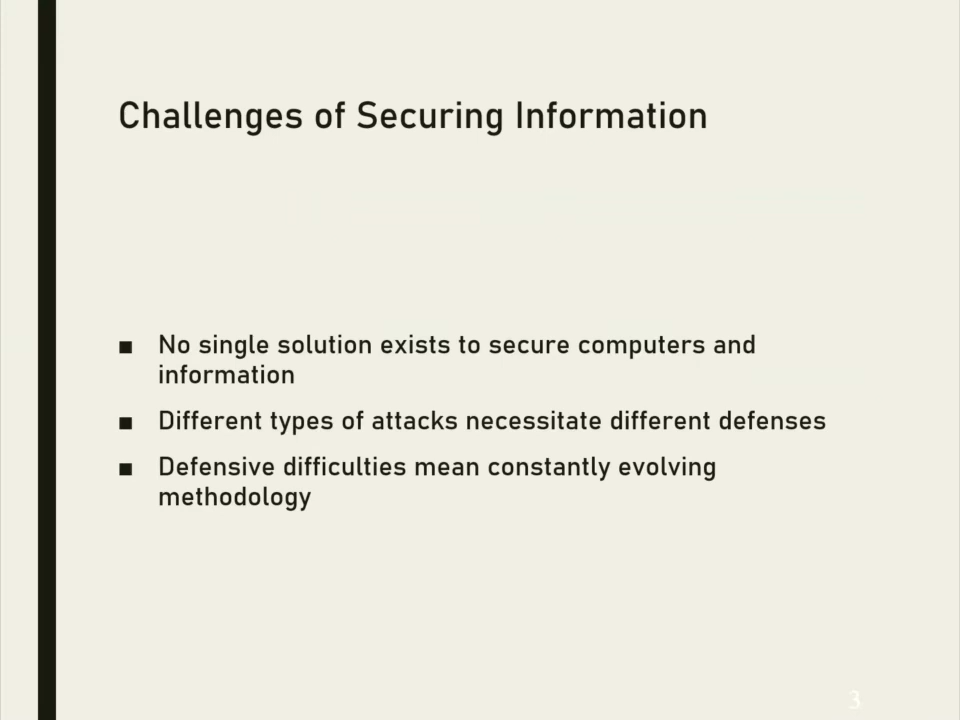 Challenges of Securing Information
■ No single solution exists to secure computers and
information
■ Different types of attacks necessitate different defenses
■ Defensive difficulties mean constantly evolving
methodology
3